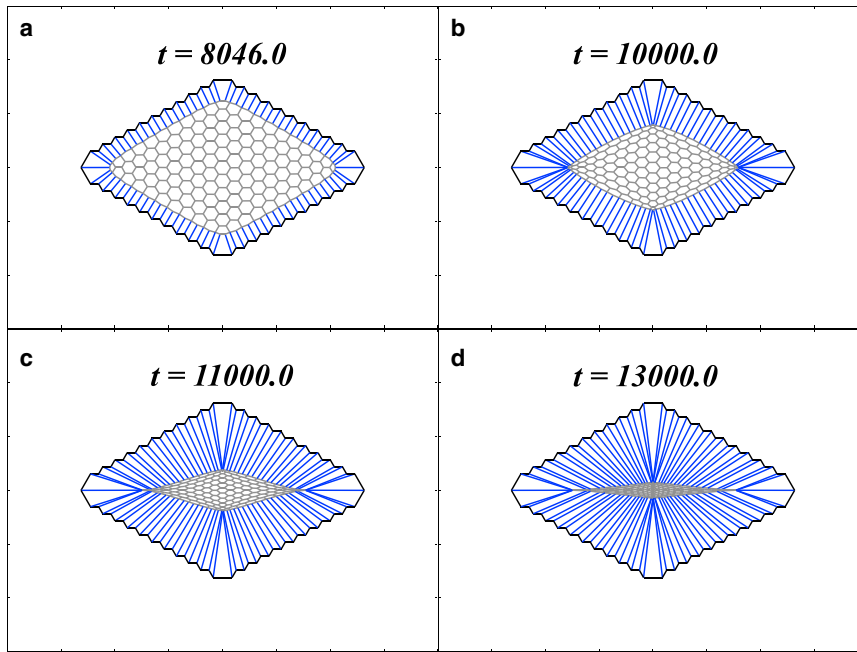 a
t = 8046.0
b
t = 10000.0
c
t = 11000.0
d
t = 13000.0